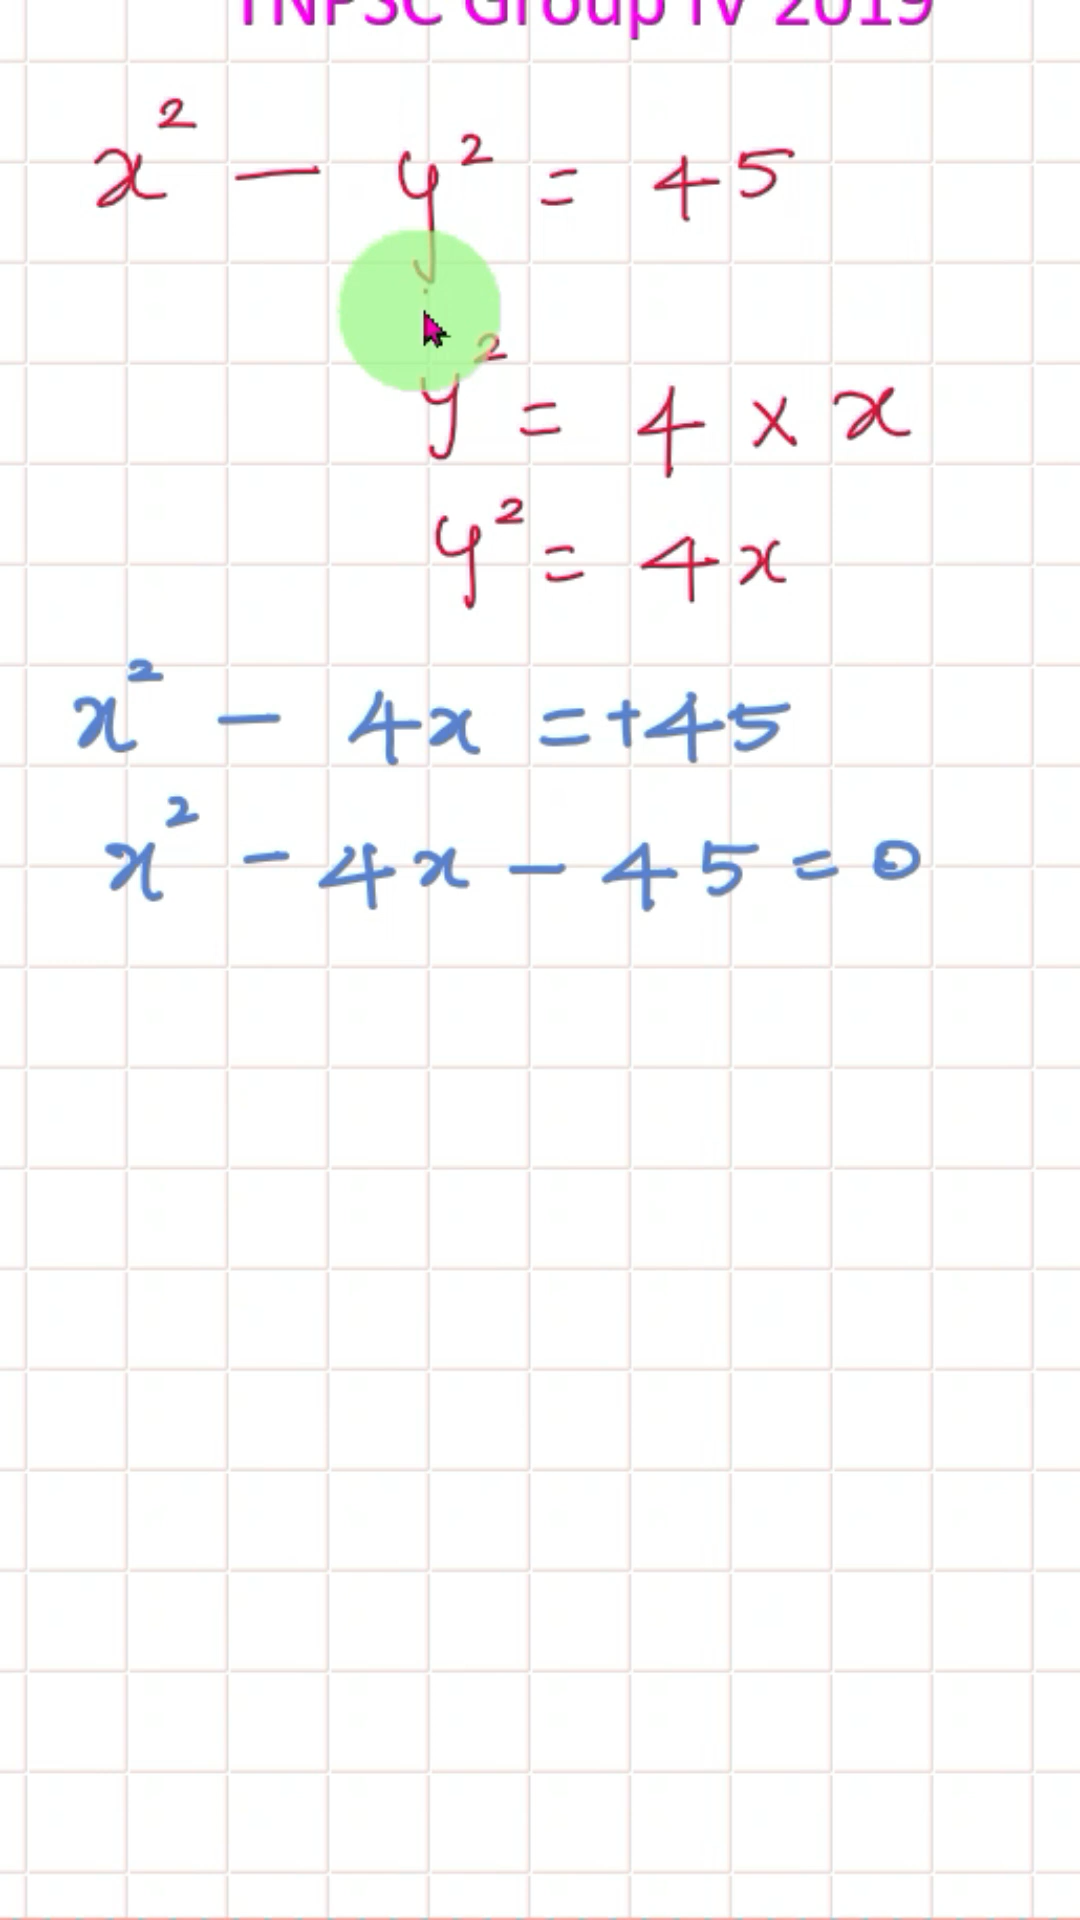 TNPSC Group IV 2019
x² - y² = 45
y² = 4 × x
y² = 4x
x² - 4x = +45
x² - 4x - 45 = 0